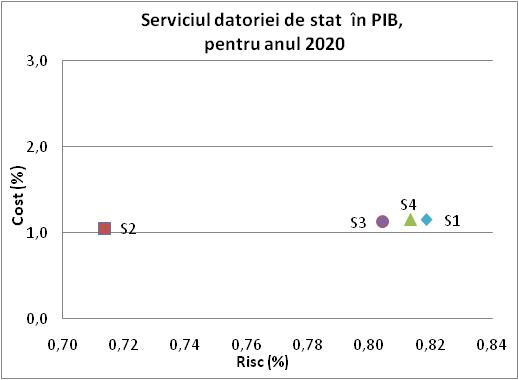 Serviciul datoriei de stat în PIB,
pentru anul 2020
3,0
2,0
1,0
0,0
Cost (%)
S2
S3
S4
S1
0,70 0,72 0,74 0,76 0,78 0,80 0,82 0,84
Risc (%)